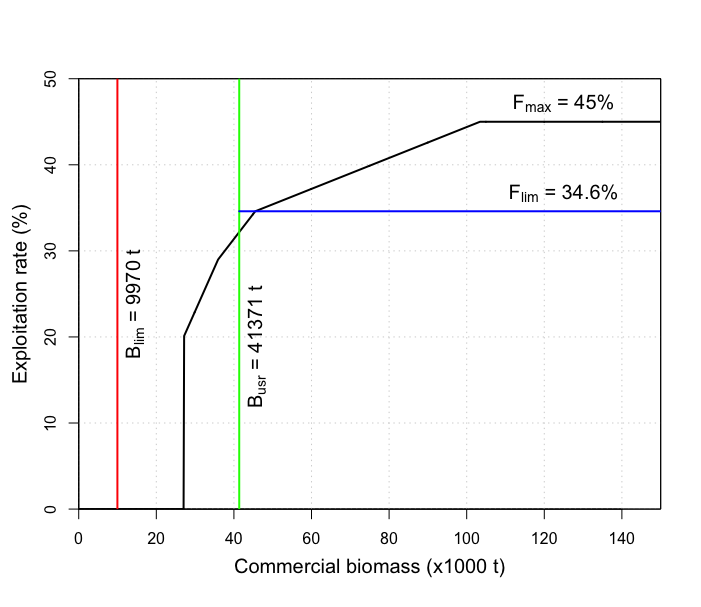 50
40
30
20
10
0
Exploitation rate (%)
Fmax = 45%
Flim = 34.6%
Blim = 9970 t
Busr = 41371 t
0 20 40 60 80 100 120 140
Commercial biomass (x1000 t)